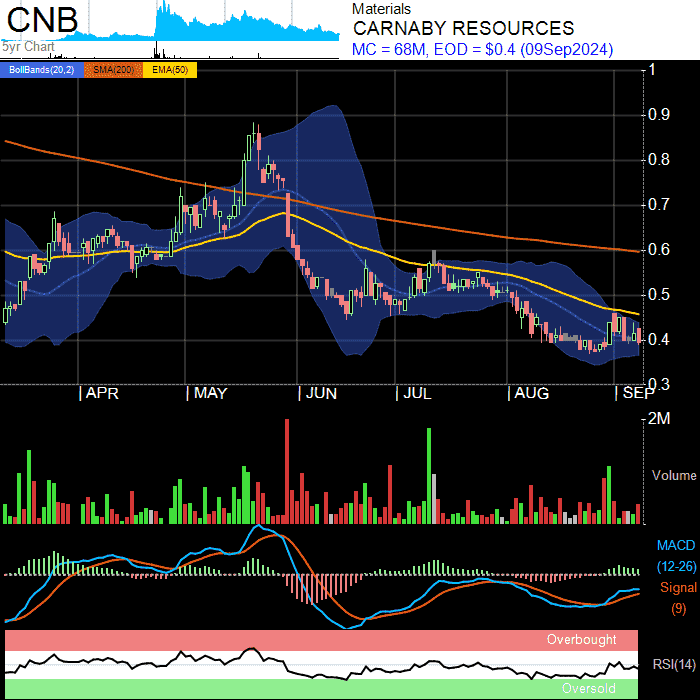 CNB
5yr Chart
Materials
CARNABY RESOURCES
MC = 68M, EOD = $0.4 (09Sep2024)
BollBands(20,2) SMA(200) EMA(50)
1
0.9
0.8
0.7
0.6
0.5
0.4
0.3
APR MAY JUN JUL AUG SEP
2M
Volume
MACD
(12-26)
Signal
(9)
Overbought
RSI(14)
Oversold